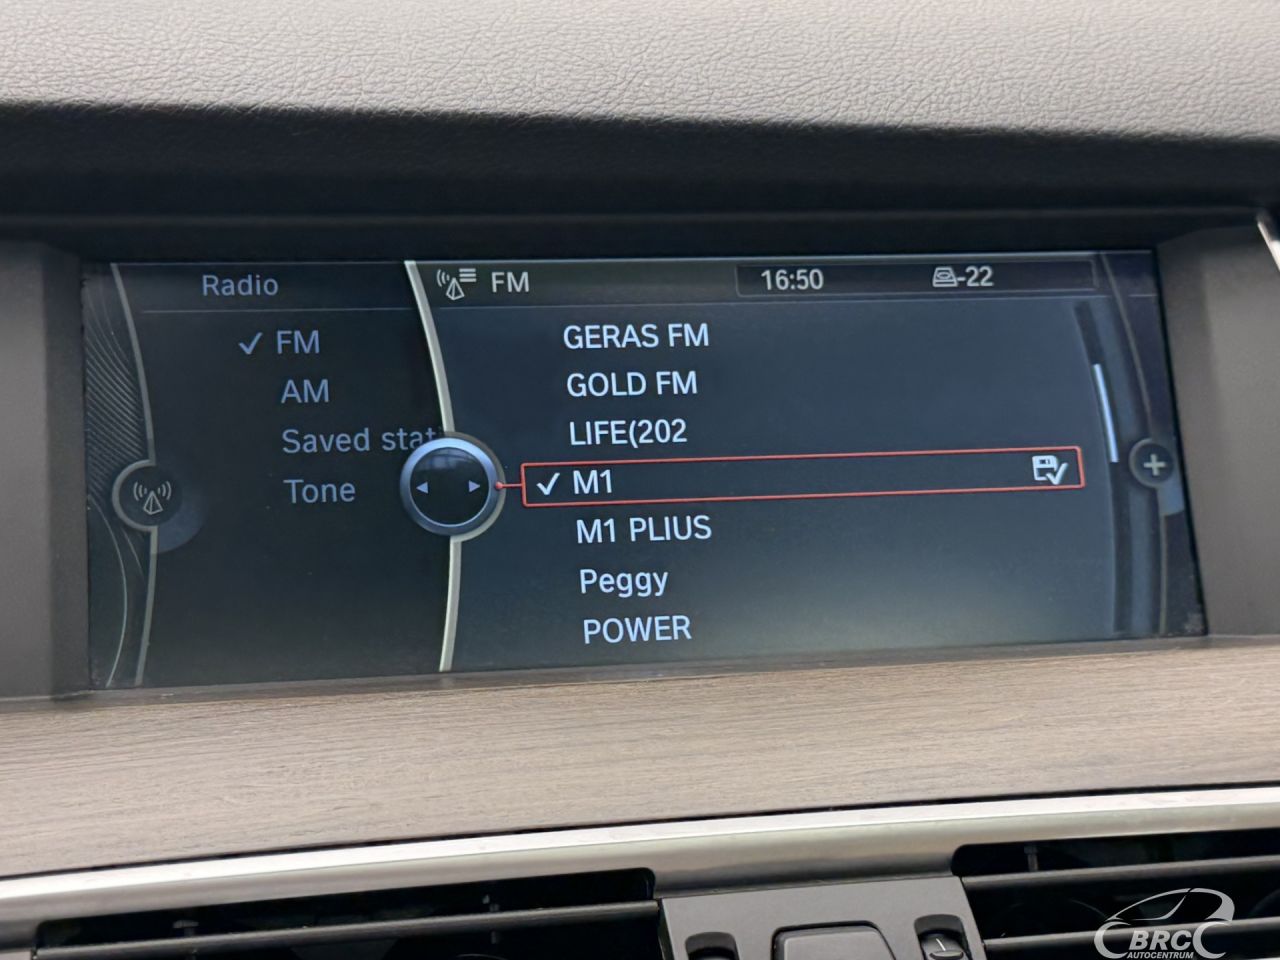 Radio
FM
16:50
-22
FM
AM
Saved stat
Tone
GERAS FM
GOLD FM
LIFE(202
M1
M1 PLIUS
Peggy
POWER
BRC
AUTOCENTRUM